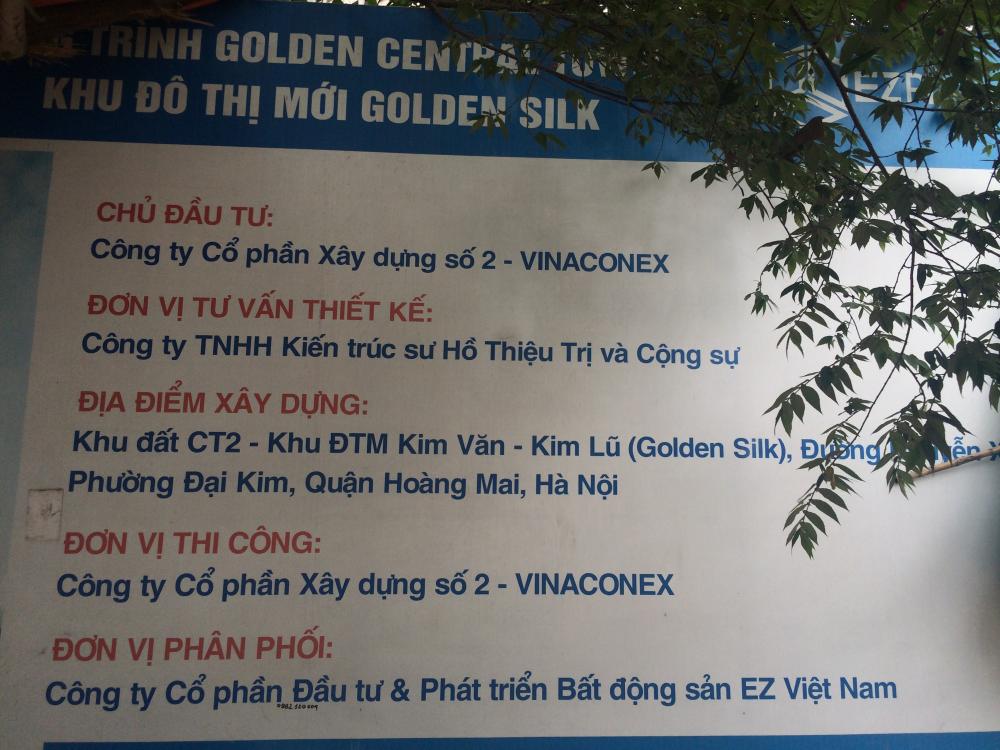 TRÌNH GOLDEN CENTRAL
KHU ĐÔ THỊ MỚI GOLDEN SILK
CHỦ ĐẦU TƯ:
Công ty Cổ phần Xây dựng số 2 - VINACONEX
ĐƠN VỊ TƯ VẤN THIẾT KẾ:
Công ty TNHH Kiến trúc sư Hồ Thiệu Trị và Cộng sự
ĐỊA ĐIỂM XÂY DỰNG:
Khu đất CT2 - Khu ĐTM Kim Văn - Kim Lũ (Golden Silk), Đường
Phường Đại Kim, Quận Hoàng Mai, Hà Nội
ĐƠN VỊ THI CÔNG:
Công ty Cổ phần Xây dựng số 2 - VINACONEX
ĐƠN VỊ PHÂN PHỐI:
Công ty Cổ phần Đầu tư & Phát triển Bất động sản EZ Việt Nam